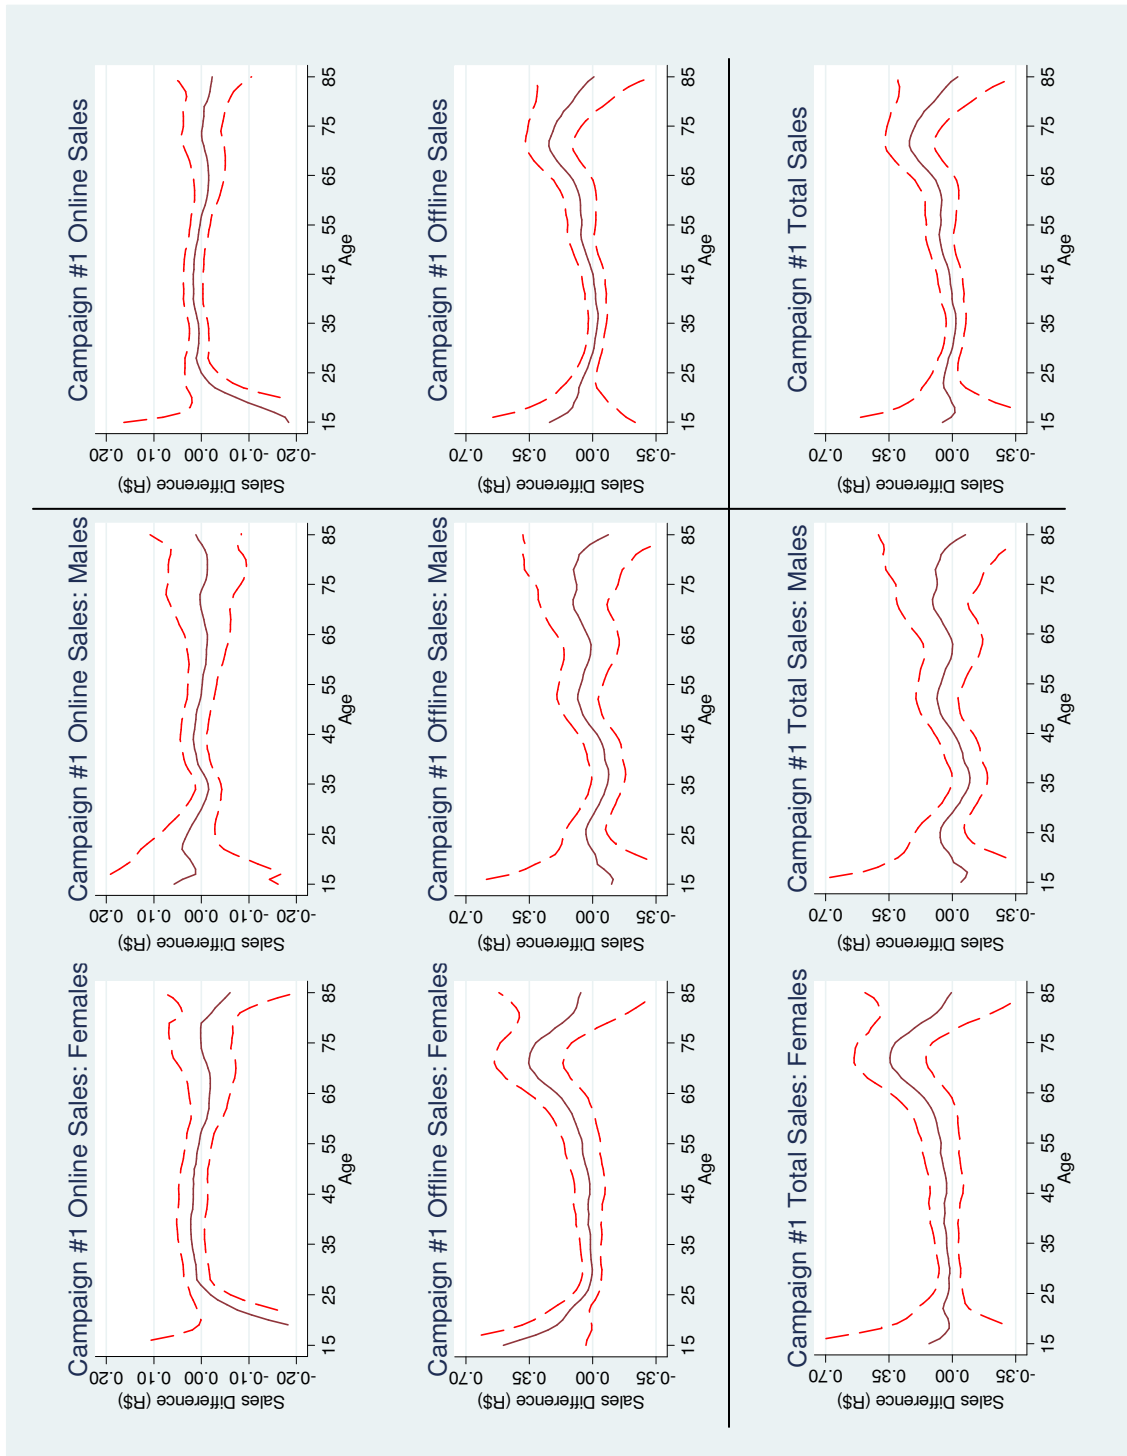 Campaign #1 Online Sales: Females
Sales Difference (R$)
0.20
0.10
0.00
-0.10
-0.20
15 25 35 45 55 65 75 85
Age
Campaign #1 Online Sales: Males
Sales Difference (R$)
0.20
0.10
0.00
-0.10
-0.20
15 25 35 45 55 65 75 85
Age
Campaign #1 Online Sales
Sales Difference (R$)
0.20
0.10
0.00
-0.10
-0.20
15 25 35 45 55 65 75 85
Age
Campaign #1 Offline Sales: Females
Sales Difference (R$)
0.70
0.35
0.00
-0.35
15 25 35 45 55 65 75 85
Age
Campaign #1 Offline Sales: Males
Sales Difference (R$)
0.70
0.35
0.00
-0.35
15 25 35 45 55 65 75 85
Age
Campaign #1 Offline Sales
Sales Difference (R$)
0.70
0.35
0.00
-0.35
15 25 35 45 55 65 75 85
Age
Campaign #1 Total Sales: Females
Sales Difference (R$)
0.70
0.35
0.00
-0.35
15 25 35 45 55 65 75 85
Age
Campaign #1 Total Sales: Males
Sales Difference (R$)
0.70
0.35
0.00
-0.35
15 25 35 45 55 65 75 85
Age
Campaign #1 Total Sales
Sales Difference (R$)
0.70
0.35
0.00
-0.35
15 25 35 45 55 65 75 85
Age